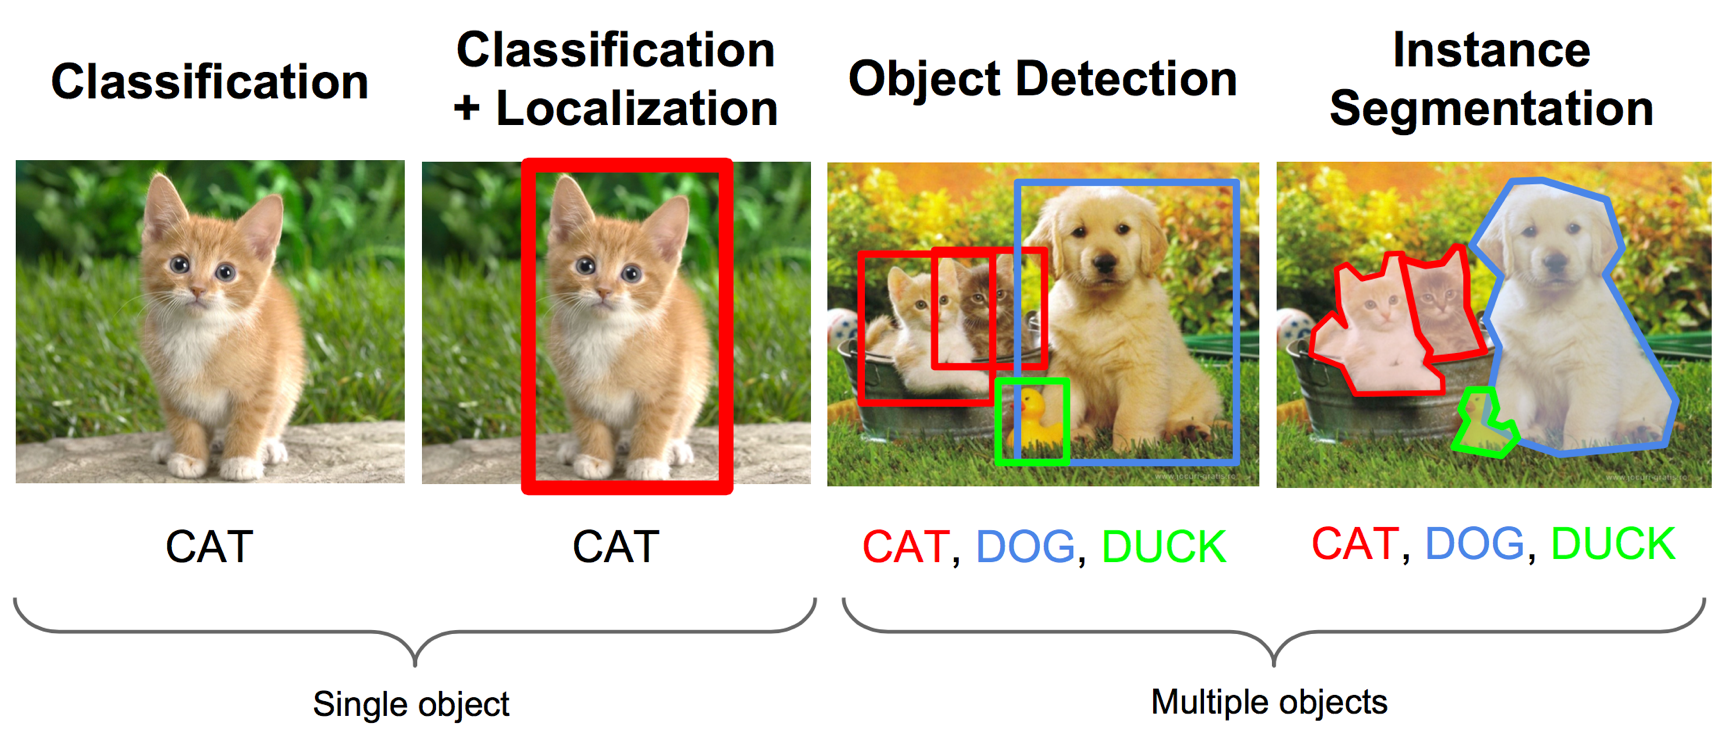 Classification
Classification
+ Localization
Object Detection
Instance
Segmentation
CAT
CAT
CAT, DOG, DUCK
CAT, DOG, DUCK
Single object
Multiple objects